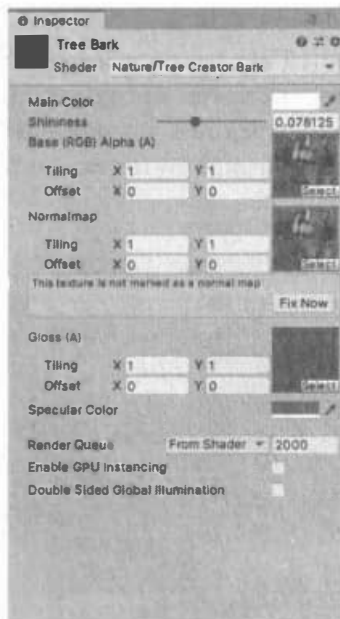 Inspector
Tree Bark
Shader Nature/Tree Creator Bark
Main Color
Shininess 0.078125
Base (RGB) Alpha (A)
Tiling X 1 Y 1
Offset X 0 Y 0
Select
Normalmap
Tiling X 1 Y 1
Offset X 0 Y 0
Select
This texture is not marked as a normal map
Fix Now
Gloss (A)
Tiling X 1 Y 1
Offset X 0 Y 0
Select
Specular Color
Render Queue From Shader 2000
Enable GPU Instancing
Double Sided Global Illumination